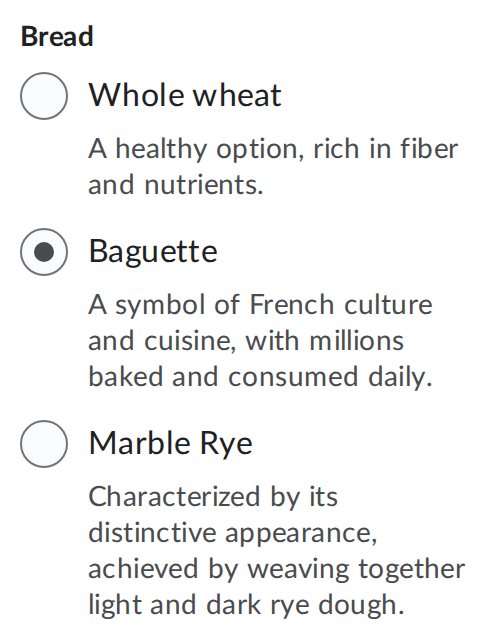 Bread
Whole wheat
A healthy option, rich in fiber
and nutrients.
Baguette
A symbol of French culture
and cuisine, with millions
baked and consumed daily.
Marble Rye
Characterized by its
distinctive appearance,
achieved by weaving together
light and dark rye dough.